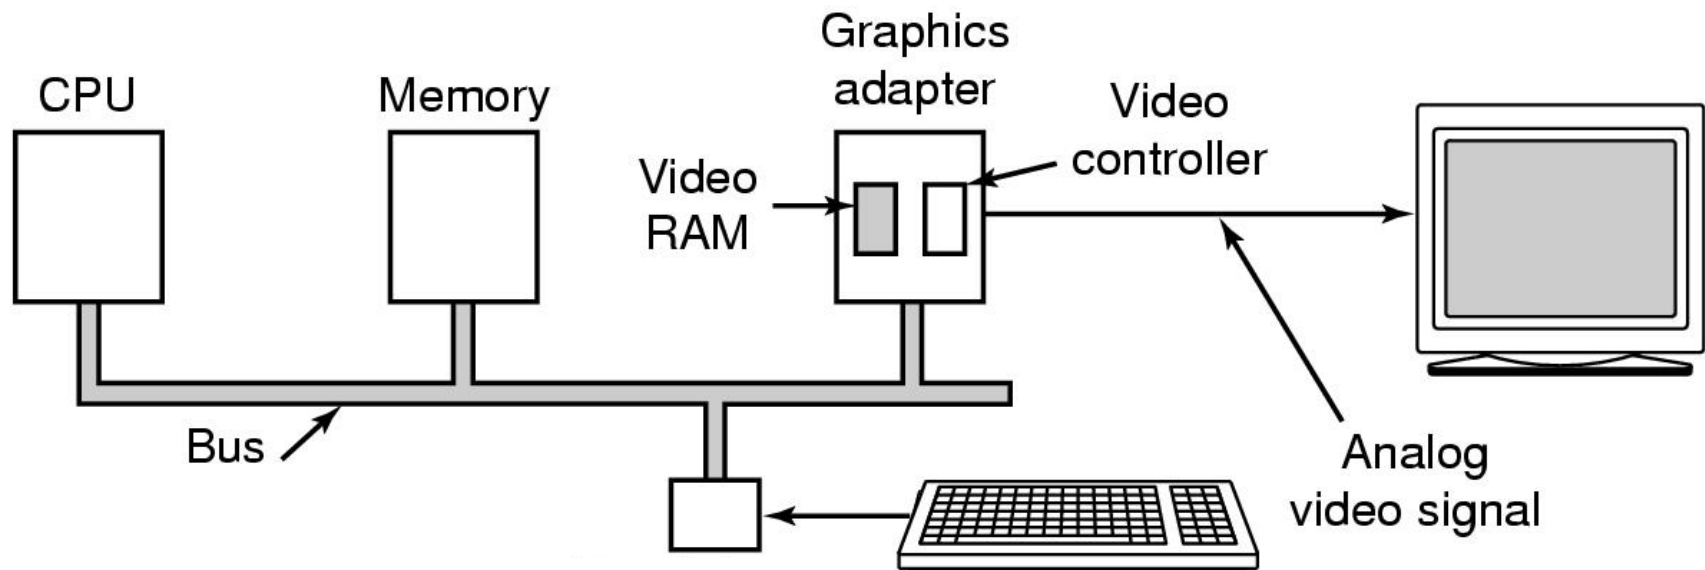 CPU
Memory
Graphics
adapter
Video
controller
Video
RAM
Bus
Analog
video signal